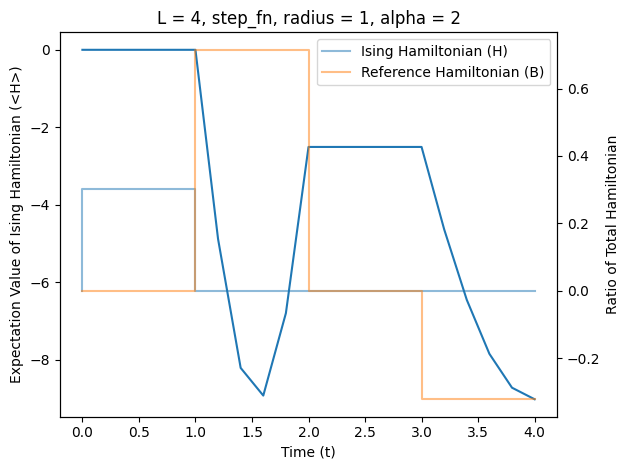 L = 4, step_fn, radius = 1, alpha = 2
Ising Hamiltonian (H)
Reference Hamiltonian (B)
Expectation Value of Ising Hamiltonian (<H>)
0
−2
−4
−6
−8
0.6
0.4
0.2
0.0
−0.2
Ratio of Total Hamiltonian
0.0 0.5 1.0 1.5 2.0 2.5 3.0 3.5 4.0
Time (t)